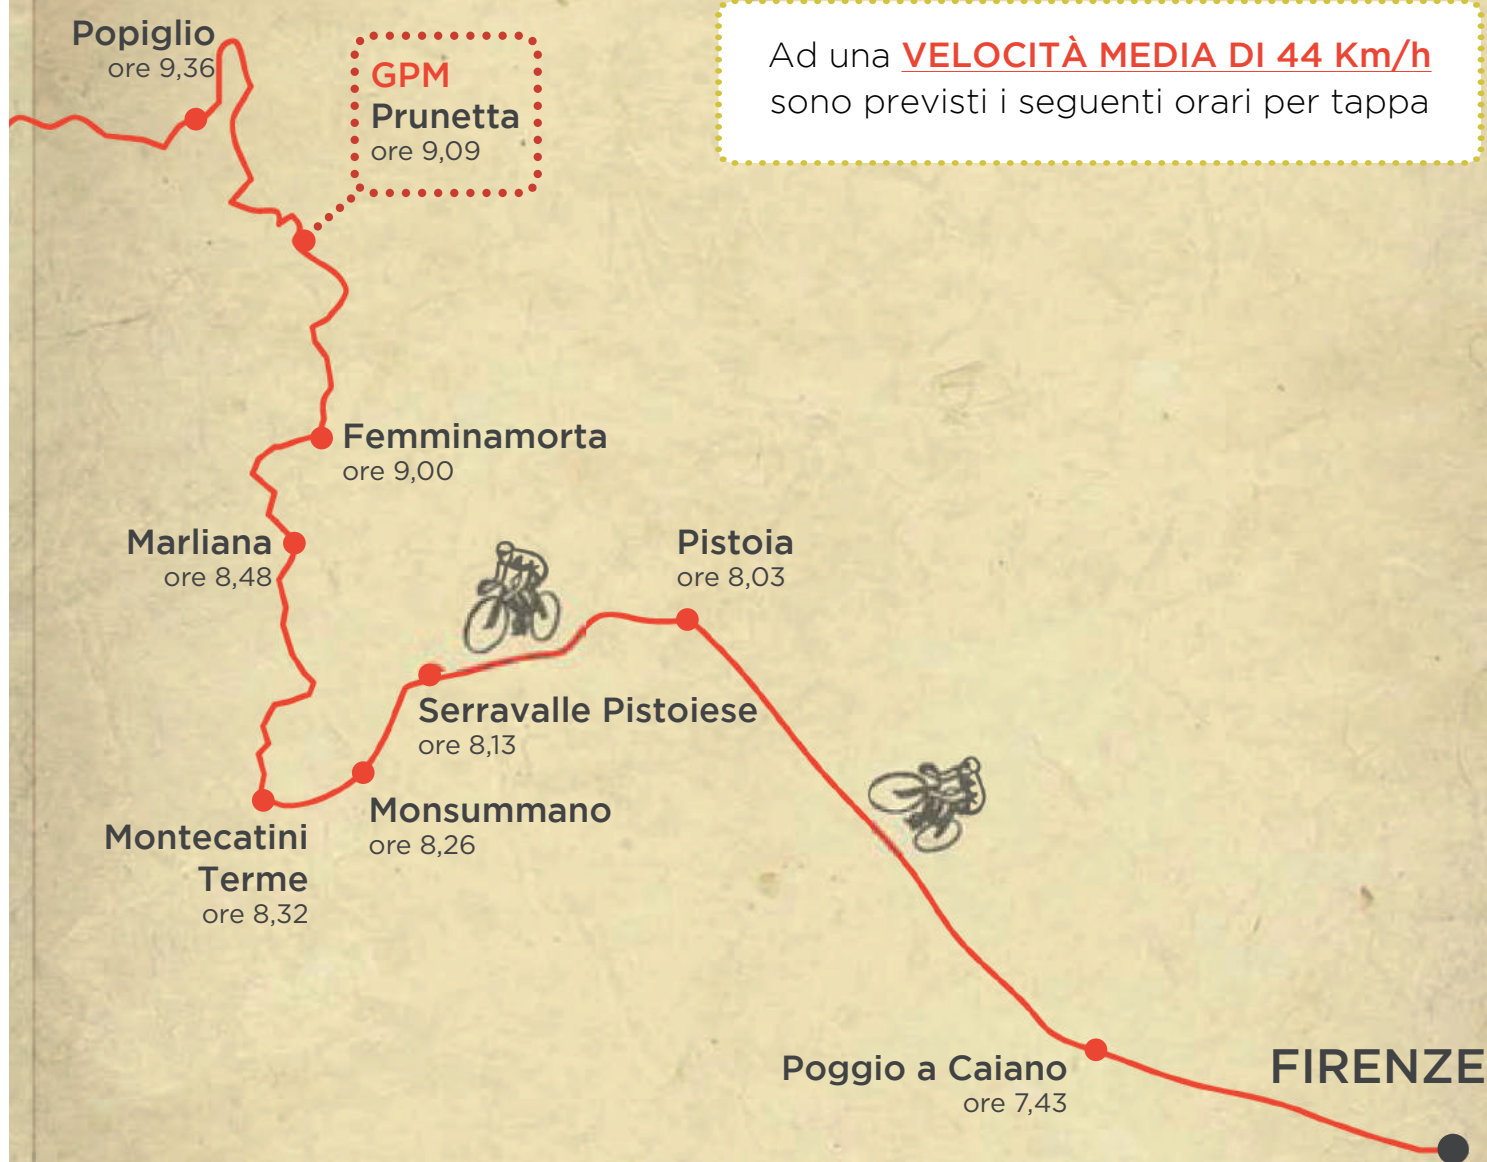 Popiglio
ore 9,36
GPM
Prunetta
ore 9,09
Ad una VELOCITÀ MEDIA DI 44 Km/h
sono previsti i seguenti orari per tappa
Femminamorta
ore 9,00
Marliana
ore 8,48
Pistoia
ore 8,03
Serravalle Pistoiese
ore 8,13
Monsummano
ore 8,26
Montecatini
Terme
ore 8,32
Poggio a Caiano
ore 7,43
FIRENZE